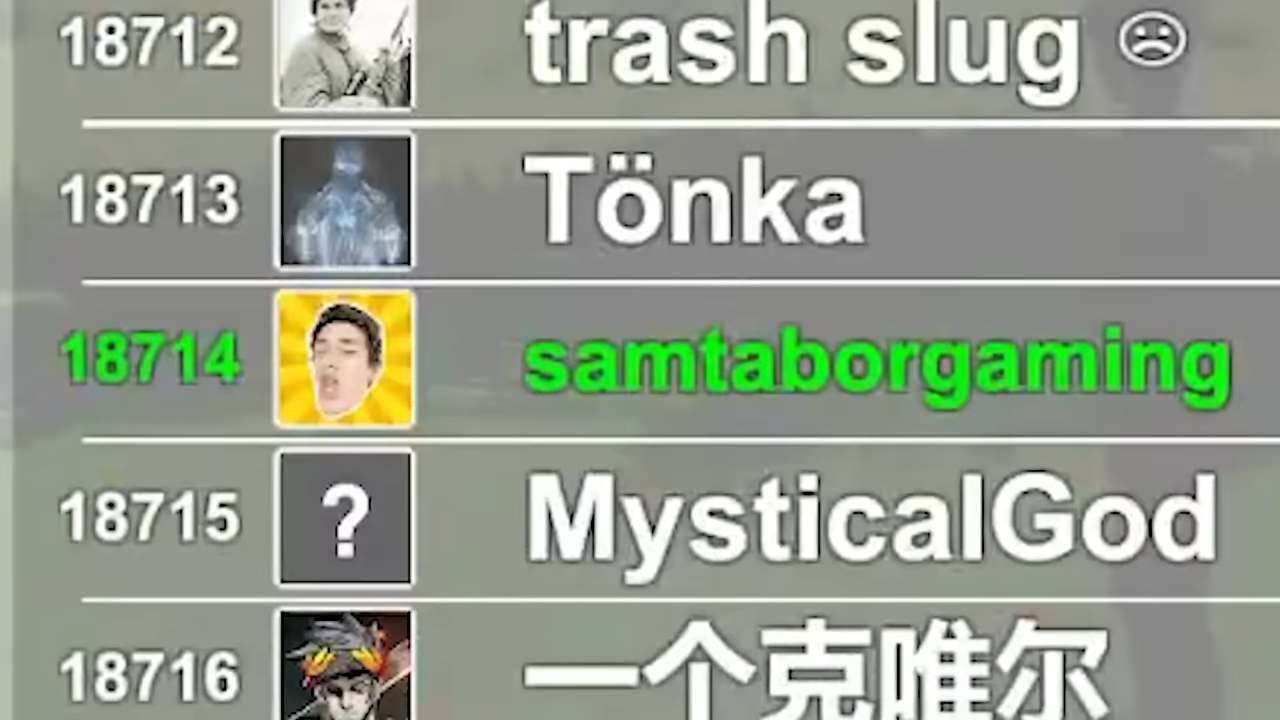 18712 trash slug ☹
18713 Tönka
18714 samtaborgaming
18715 ? MysticalGod
18716 一个克唯尔